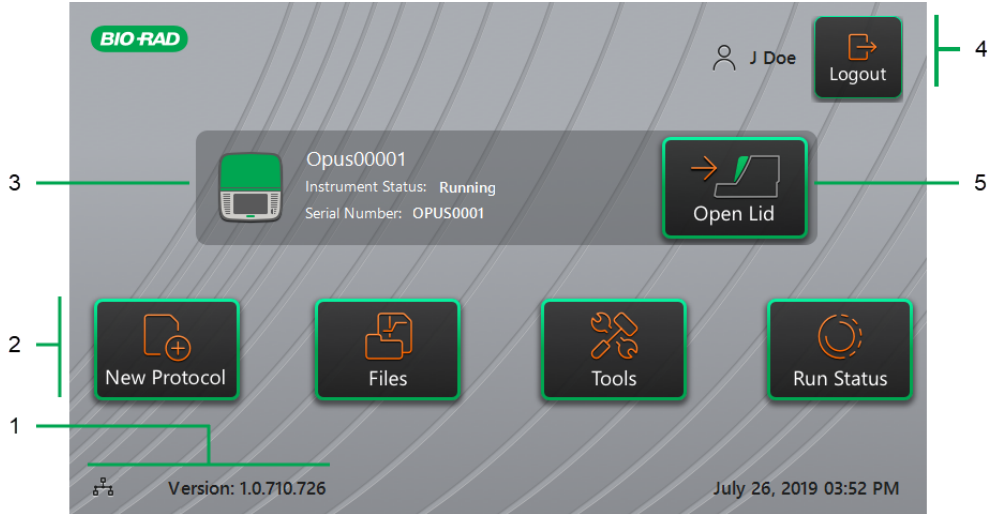 BIO-RAD
J Doe
Logout
4
Opus00001
Instrument Status: Running
Serial Number: OPUS0001
Open Lid
3
5
New Protocol
Files
Tools
Run Status
2
1
Version: 1.0.710.726
July 26, 2019 03:52 PM